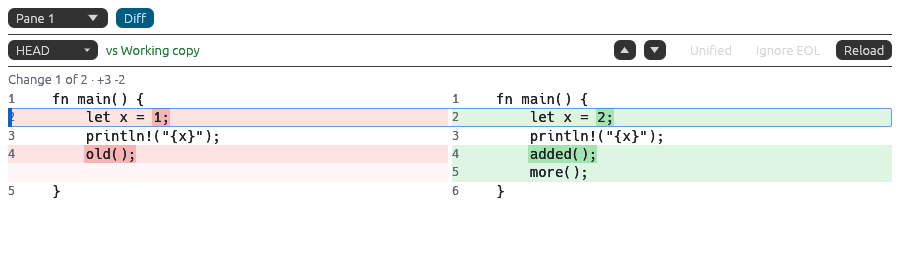 Pane 1 Diff
HEAD vs Working copy Unified Ignore EOL Reload
Change 1 of 2 · +3 -2
1 fn main() { 1 fn main() {
2 let x = 1; 2 let x = 2;
3 println!("{x}"); 3 println!("{x}");
4 old(); 4 added();
5 more();
5 } 6 }